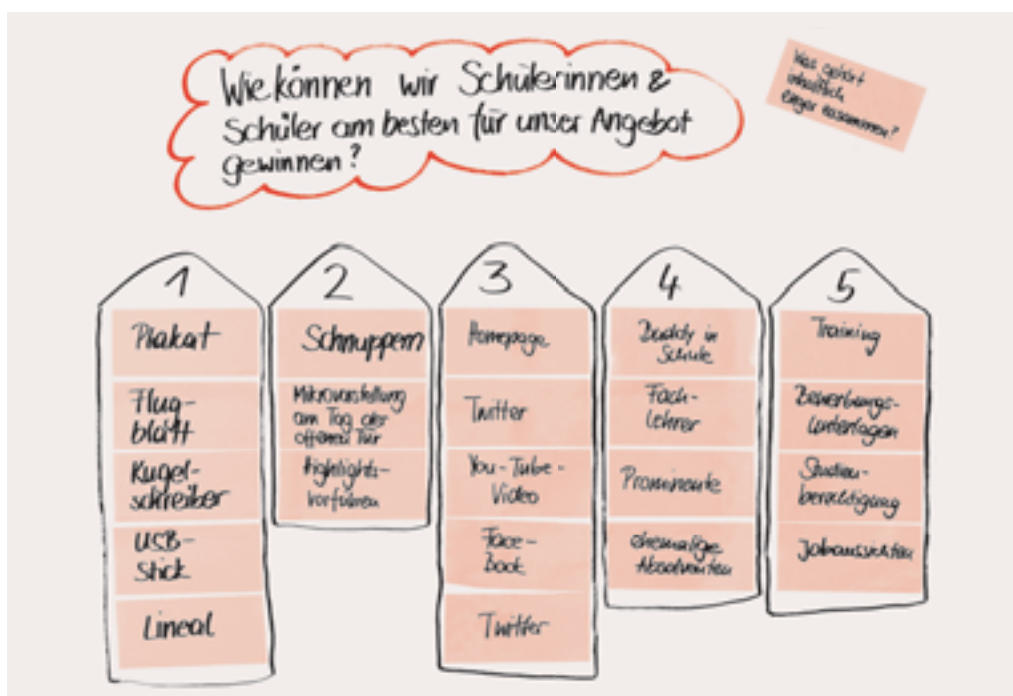 Wie können wir Schülerinnen &
Schüler am besten für unser Angebot
gewinnen?
Was gehört
inhaltlich
enger zusammen?
1
Plakat
Flug-
blatt
Kugel-
schreiber
USB-
Stick
Lineal
2
Schnuppern
Mikrovorstellung
am Tag der
offenen Tür
Highlights-
vorführen
3
Homepage
Twitter
You-Tube-
Video
Face-
Book
Twitter
4
in
Schule
Fach-
lehrer
Prominente
ehemalige
Absolventen
5
Training
Bewerbungs-
unterlagen
Studien-
berechtigung
Jobaussichten